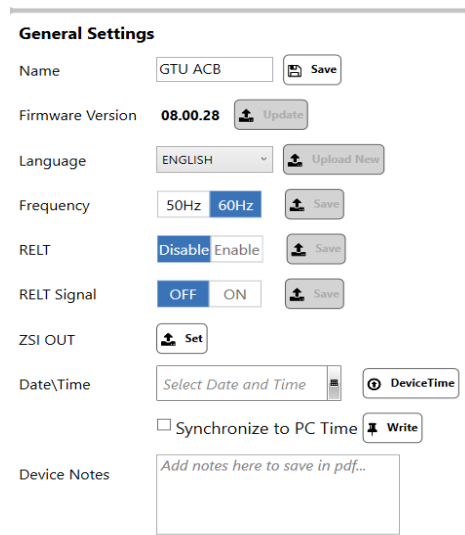 General Settings
Name GTU ACB Save
Firmware Version 08.00.28 Update
Language ENGLISH Upload New
Frequency 50Hz 60Hz Save
RELT Disable Enable Save
RELT Signal OFF ON Save
ZSI OUT Set
Date\Time Select Date and Time DeviceTime
Synchronize to PC Time Write
Device Notes Add notes here to save in pdf...